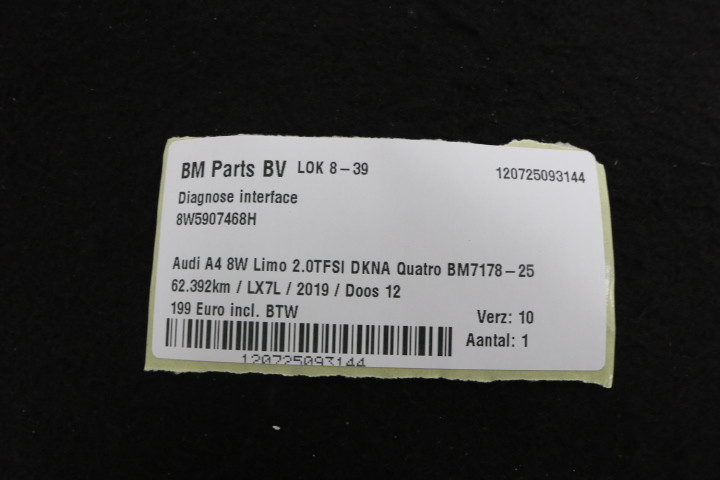 BM Parts BV LOK 8-39 120725093144
Diagnose interface
8W5907468H
Audi A4 8W Limo 2.0TFSI DKNA Quatro BM7178-25
62.392km / LX7L / 2019 / Doos 12
199 Euro incl. BTW Verz: 10
Aantal: 1
120725093144